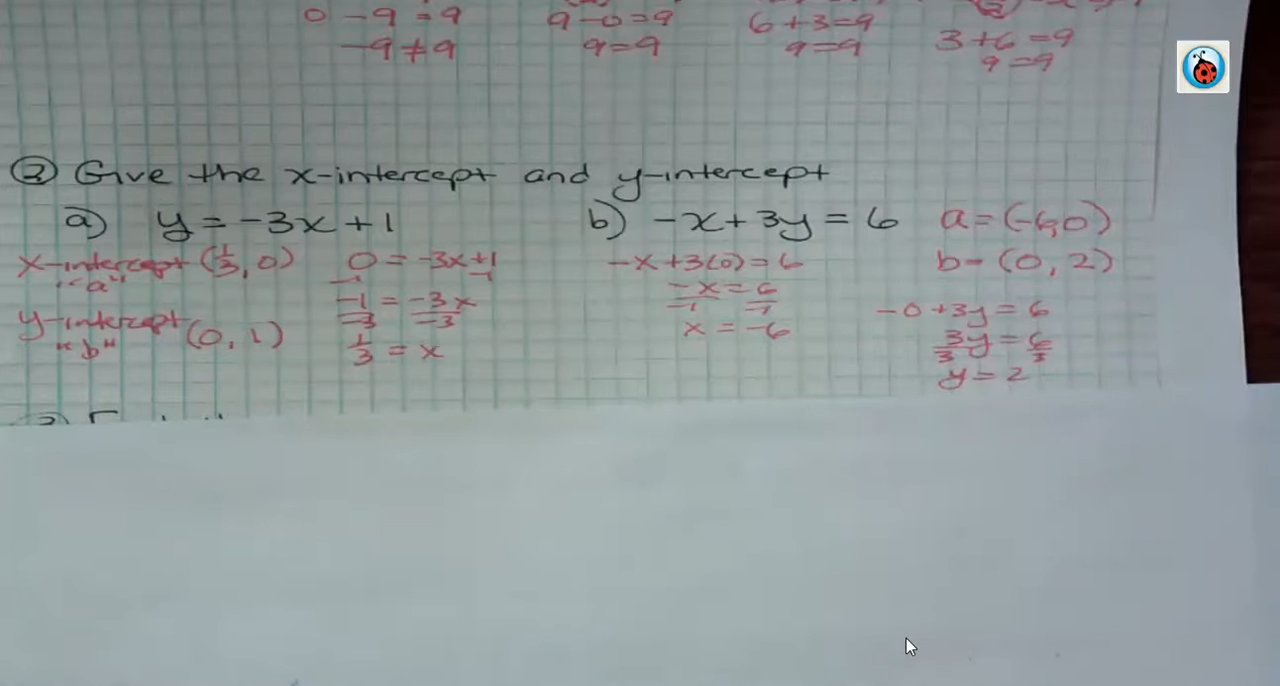 0 - 9 = 9
-9 ≠ 9
9 - 0 = 9
9 = 9
6 + 3 = 9
9 = 9
3 + 6 = 9
9 = 9
② Give the x-intercept and y-intercept
a) y = -3x + 1
x-intercept (1/3, 0)
"a"
y-intercept (0, 1)
"b"
0 = -3x + 1
-1 -1
-1/-3 = -3x/-3
1/3 = x
b) -x + 3y = 6
-x + 3(0) = 6
-x/-1 = 6/-1
x = -6
a = (-6,0)
b = (0, 2)
-0 + 3y = 6
3y/3 = 6/3
y = 2